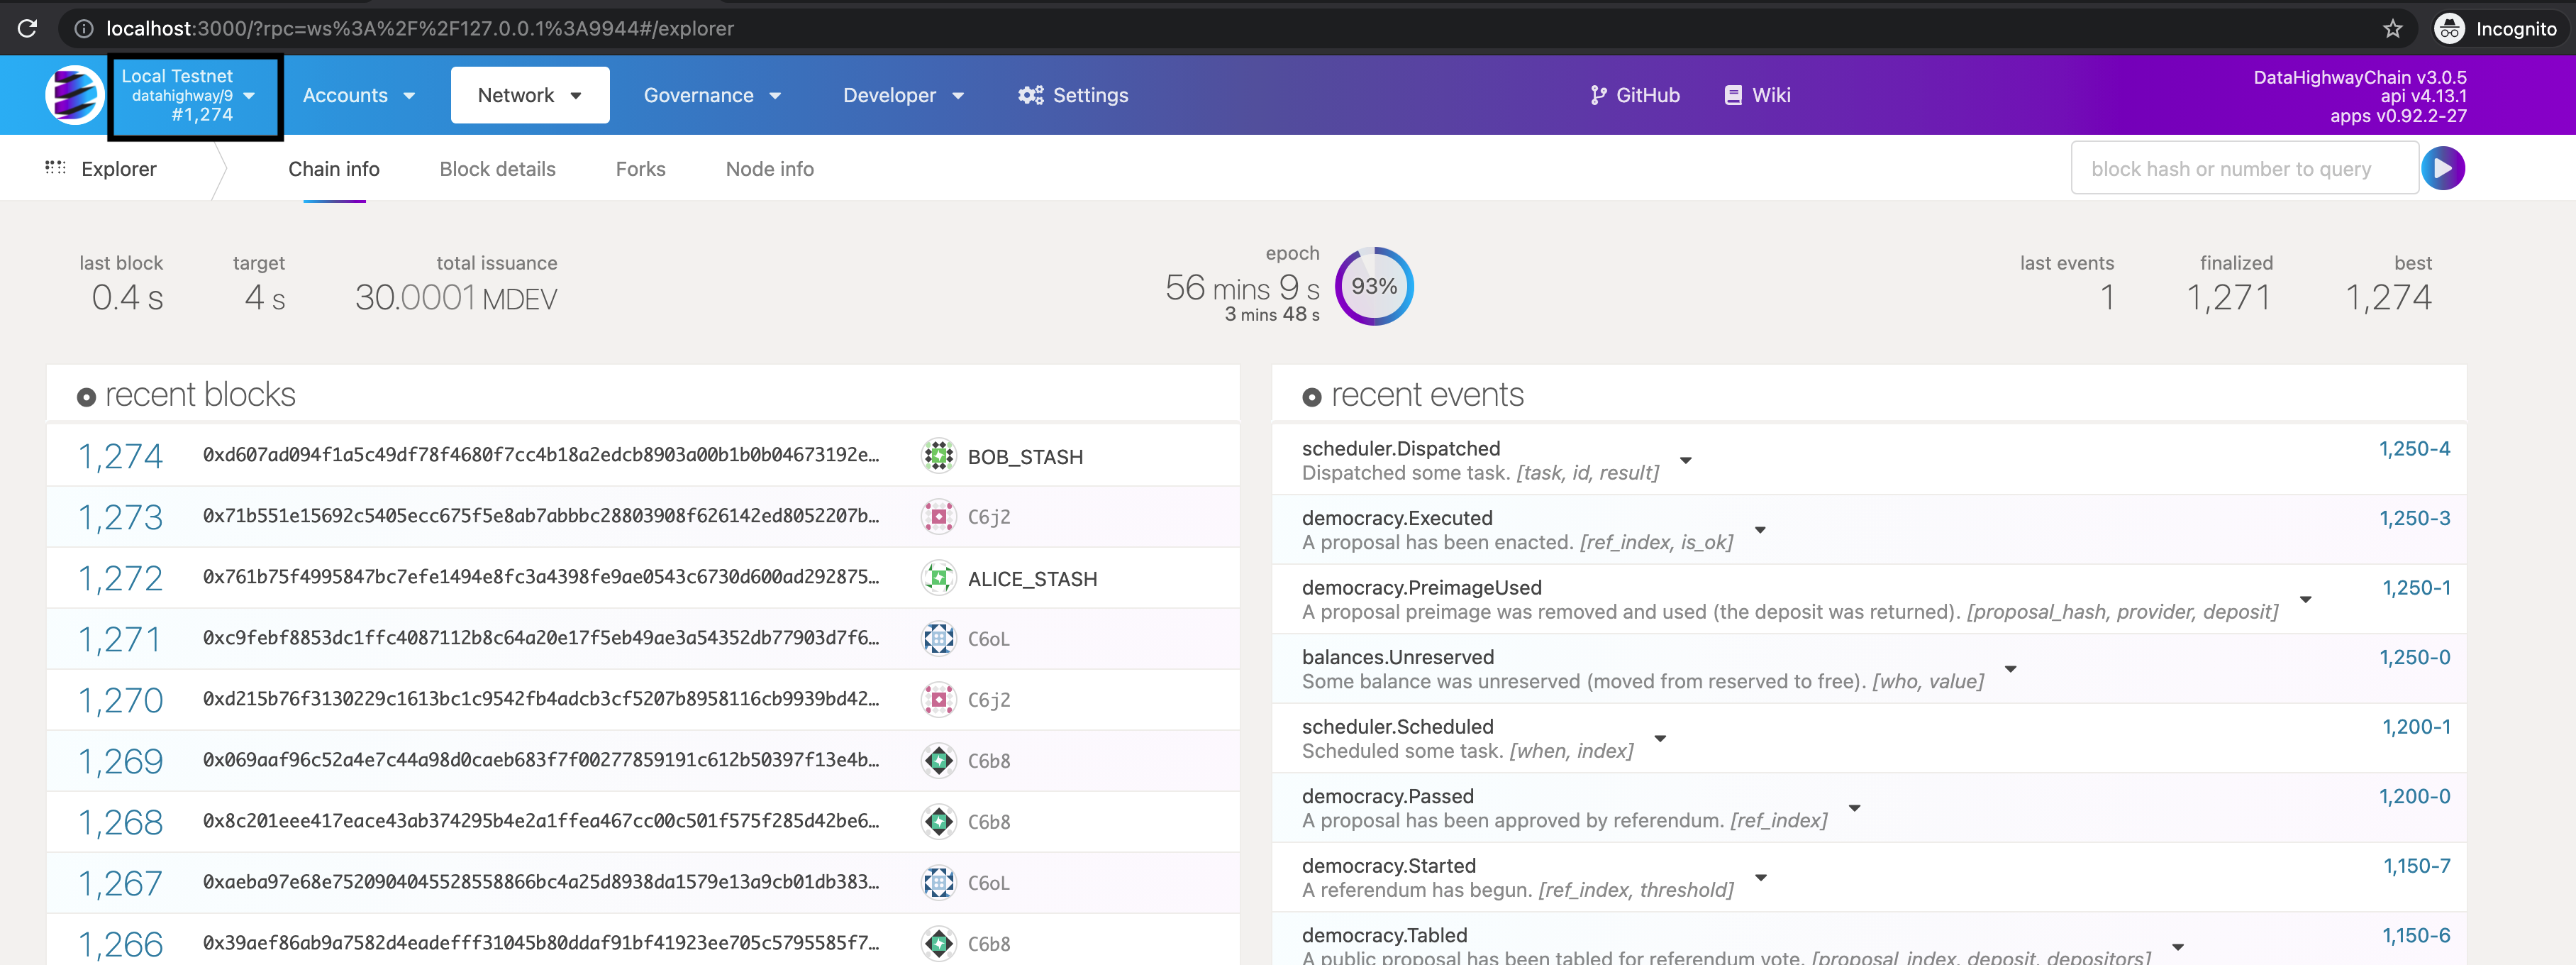 localhost:3000/?rpc=ws%3A%2F%2F127.0.0.1%3A9944#/explorer
Incognito
Local Testnet
datahighway/9
#1,274
Accounts
Network
Governance
Developer
Settings
GitHub
Wiki
DataHighwayChain v3.0.5
api v4.13.1
apps v0.92.2-27
Explorer
Chain info
Block details
Forks
Node info
block hash or number to query
last block
0.4 s
target
4 s
total issuance
30.0001 MDEV
epoch
56 mins 9 s
3 mins 48 s
93%
last events
1
finalized
1,271
best
1,274
recent blocks
1,274 0xd607ad094f1a5c49df78f4680f7cc4b18a2edcb8903a00b1b0b04673192e… BOB_STASH
1,273 0x71b551e15692c5405ecc675f5e8ab7abbbc28803908f626142ed8052207b… C6j2
1,272 0x761b75f4995847bc7efe1494e8fc3a4398fe9ae0543c6730d600ad292875… ALICE_STASH
1,271 0xc9febf8853dc1ffc4087112b8c64a20e17f5eb49ae3a54352db77903d7f6… C6oL
1,270 0xd215b76f3130229c1613bc1c9542fb4adcb3cf5207b8958116cb9939bd42… C6j2
1,269 0x069aaf96c52a4e7c44a98d0caeb683f7f00277859191c612b50397f13e4b… C6b8
1,268 0x8c201eee417eace43ab374295b4e2a1ffea467cc00c501f575f285d42be6… C6b8
1,267 0xaeba97e68e7520904045528558866bc4a25d8938da1579e13a9cb01db383… C6oL
1,266 0x39aef86ab9a7582d4eadefff31045b80ddaf91bf41923ee705c5795585f7… C6b8
recent events
scheduler.Dispatched 1,250-4
Dispatched some task. [task, id, result]
democracy.Executed 1,250-3
A proposal has been enacted. [ref_index, is_ok]
democracy.PreimageUsed 1,250-1
A proposal preimage was removed and used (the deposit was returned). [proposal_hash, provider, deposit]
balances.Unreserved 1,250-0
Some balance was unreserved (moved from reserved to free). [who, value]
scheduler.Scheduled 1,200-1
Scheduled some task. [when, index]
democracy.Passed 1,200-0
A proposal has been approved by referendum. [ref_index]
democracy.Started 1,150-7
A referendum has begun. [ref_index, threshold]
democracy.Tabled 1,150-6
A public proposal has been tabled for referendum vote. [proposal_index, deposit, depositors]